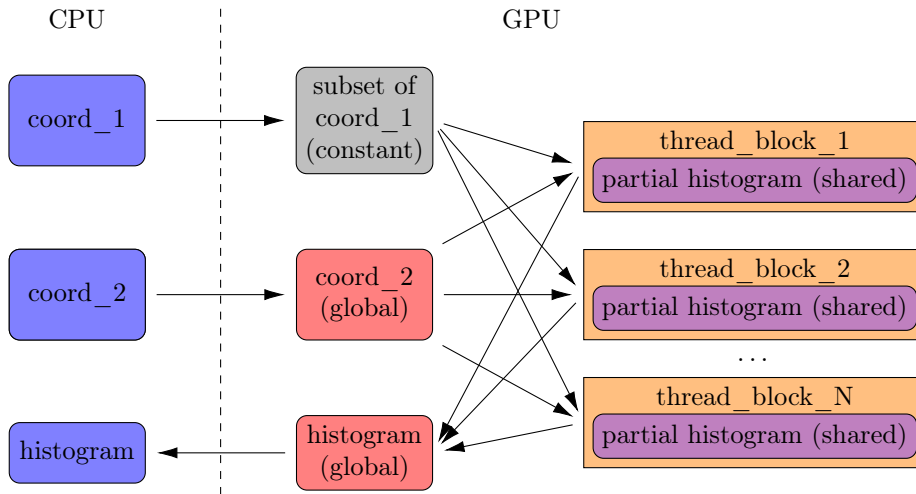 CPU
GPU
coord_1
subset of
coord_1
(constant)
thread_block_1
partial histogram (shared)
coord_2
coord_2
(global)
thread_block_2
partial histogram (shared)
...
thread_block_N
partial histogram (shared)
histogram
histogram
(global)